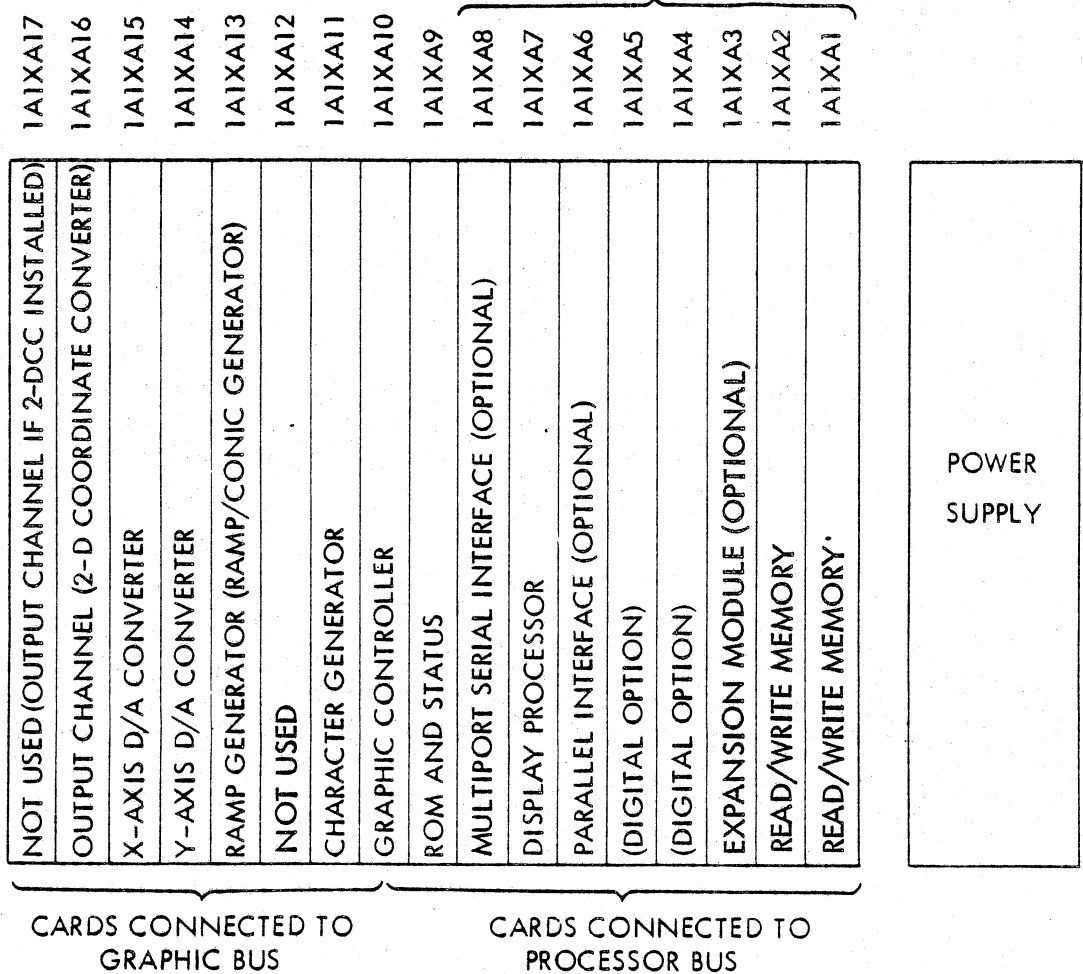 1A1XA17
1A1XA16
1A1XA15
1A1XA14
1A1XA13
1A1XA12
1A1XA11
1A1XA10
1A1XA9
1A1XA8
1A1XA7
1A1XA6
1A1XA5
1A1XA4
1A1XA3
1A1XA2
1A1XA1
NOT USED (OUTPUT CHANNEL IF 2-DCC INSTALLED)
OUTPUT CHANNEL (2-D COORDINATE CONVERTER)
X-AXIS D/A CONVERTER
Y-AXIS D/A CONVERTER
RAMP GENERATOR (RAMP/CONIC GENERATOR)
NOT USED
CHARACTER GENERATOR
GRAPHIC CONTROLLER
ROM AND STATUS
MULTIPORT SERIAL INTERFACE (OPTIONAL)
DISPLAY PROCESSOR
PARALLEL INTERFACE (OPTIONAL)
(DIGITAL OPTION)
(DIGITAL OPTION)
EXPANSION MODULE (OPTIONAL)
READ/WRITE MEMORY
READ/WRITE MEMORY
POWER
SUPPLY
CARDS CONNECTED TO
GRAPHIC BUS
CARDS CONNECTED TO
PROCESSOR BUS